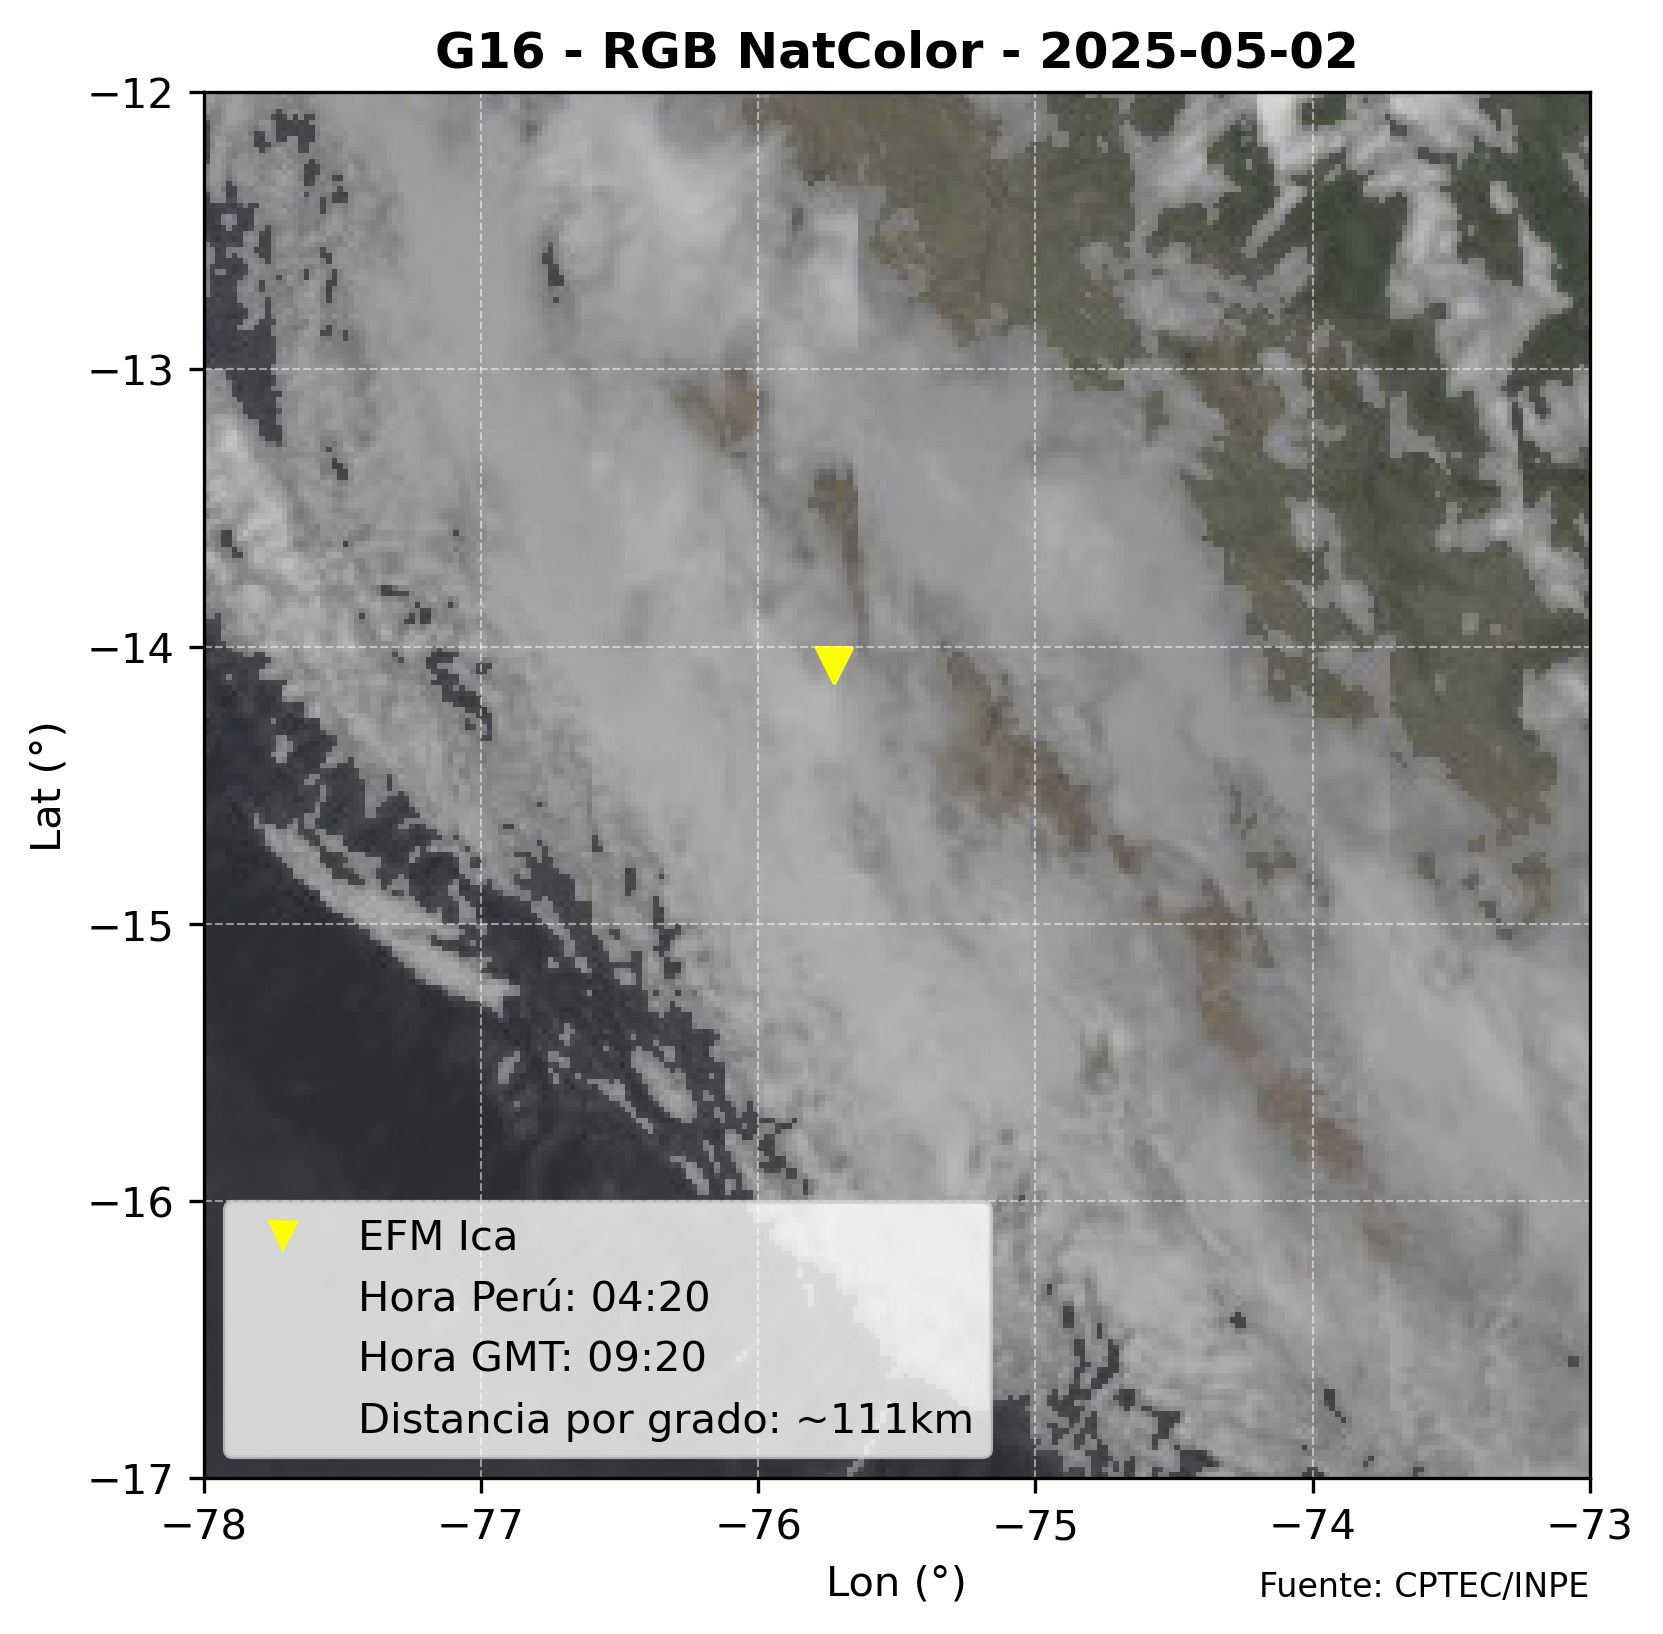 G16 - RGB NatColor - 2025-05-02
−12
−13
−14
−15
−16
−17
Lat (°)
EFM Ica
Hora Perú: 04:20
Hora GMT: 09:20
Distancia por grado: ~111km
−78 −77 −76 −75 −74 −73
Lon (°)
Fuente: CPTEC/INPE